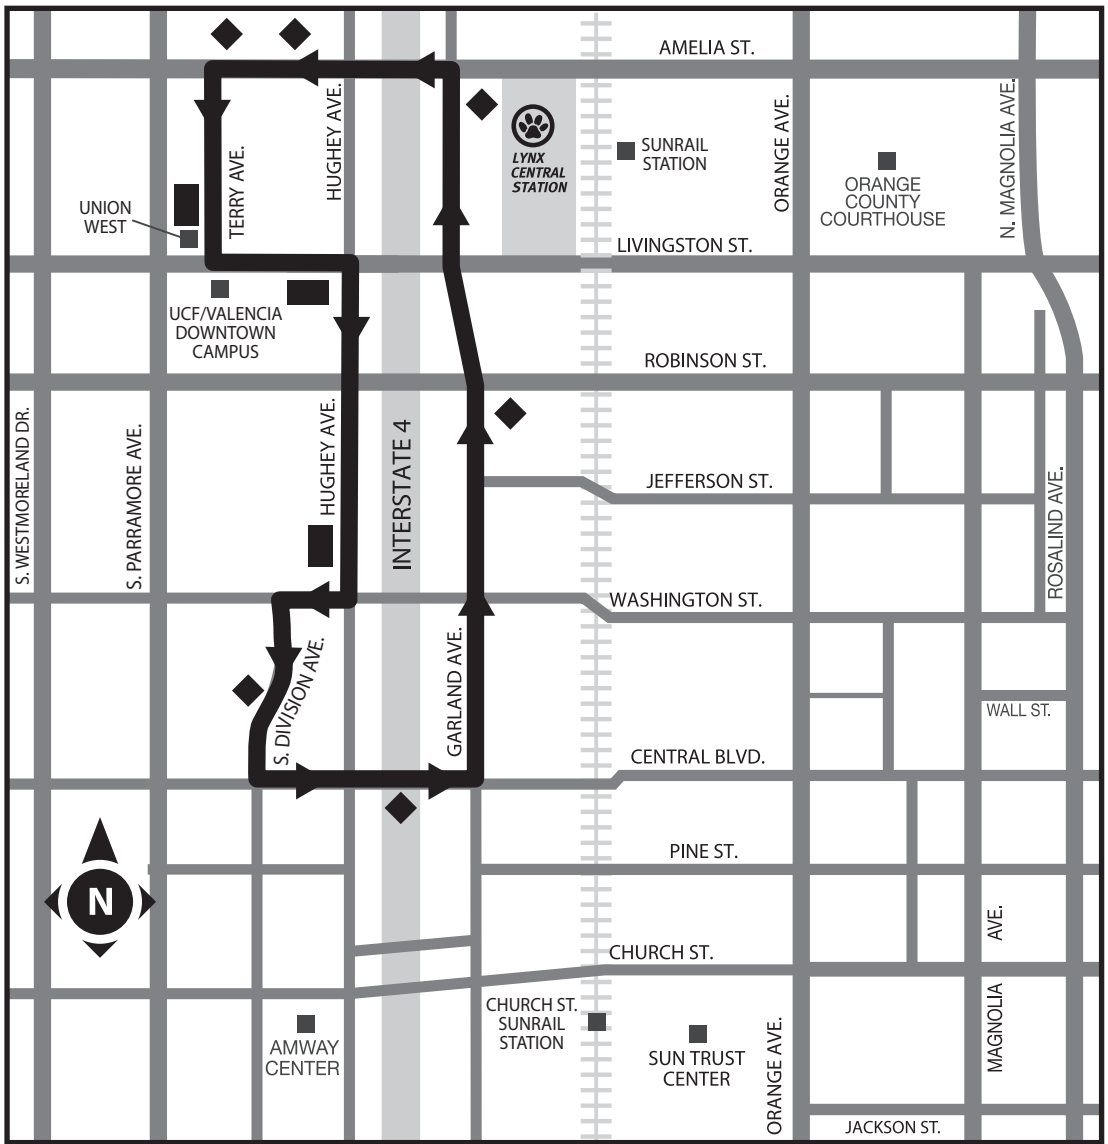 AMELIA ST.
HUGHEY AVE.
TERRY AVE.
LYNX
CENTRAL
STATION
SUNRAIL
STATION
ORANGE AVE.
ORANGE
COUNTY
COURTHOUSE
N. MAGNOLIA AVE.
UNION
WEST
LIVINGSTON ST.
UCF/VALENCIA
DOWNTOWN
CAMPUS
ROBINSON ST.
S. WESTMORELAND DR.
S. PARRAMORE AVE.
HUGHEY AVE.
INTERSTATE 4
JEFFERSON ST.
ROSALIND AVE.
WASHINGTON ST.
S. DIVISION AVE.
GARLAND AVE.
WALL ST.
CENTRAL BLVD.
PINE ST.
N
MAGNOLIA AVE.
CHURCH ST.
CHURCH ST.
SUNRAIL
STATION
AMWAY
CENTER
SUN TRUST
CENTER
ORANGE AVE.
JACKSON ST.